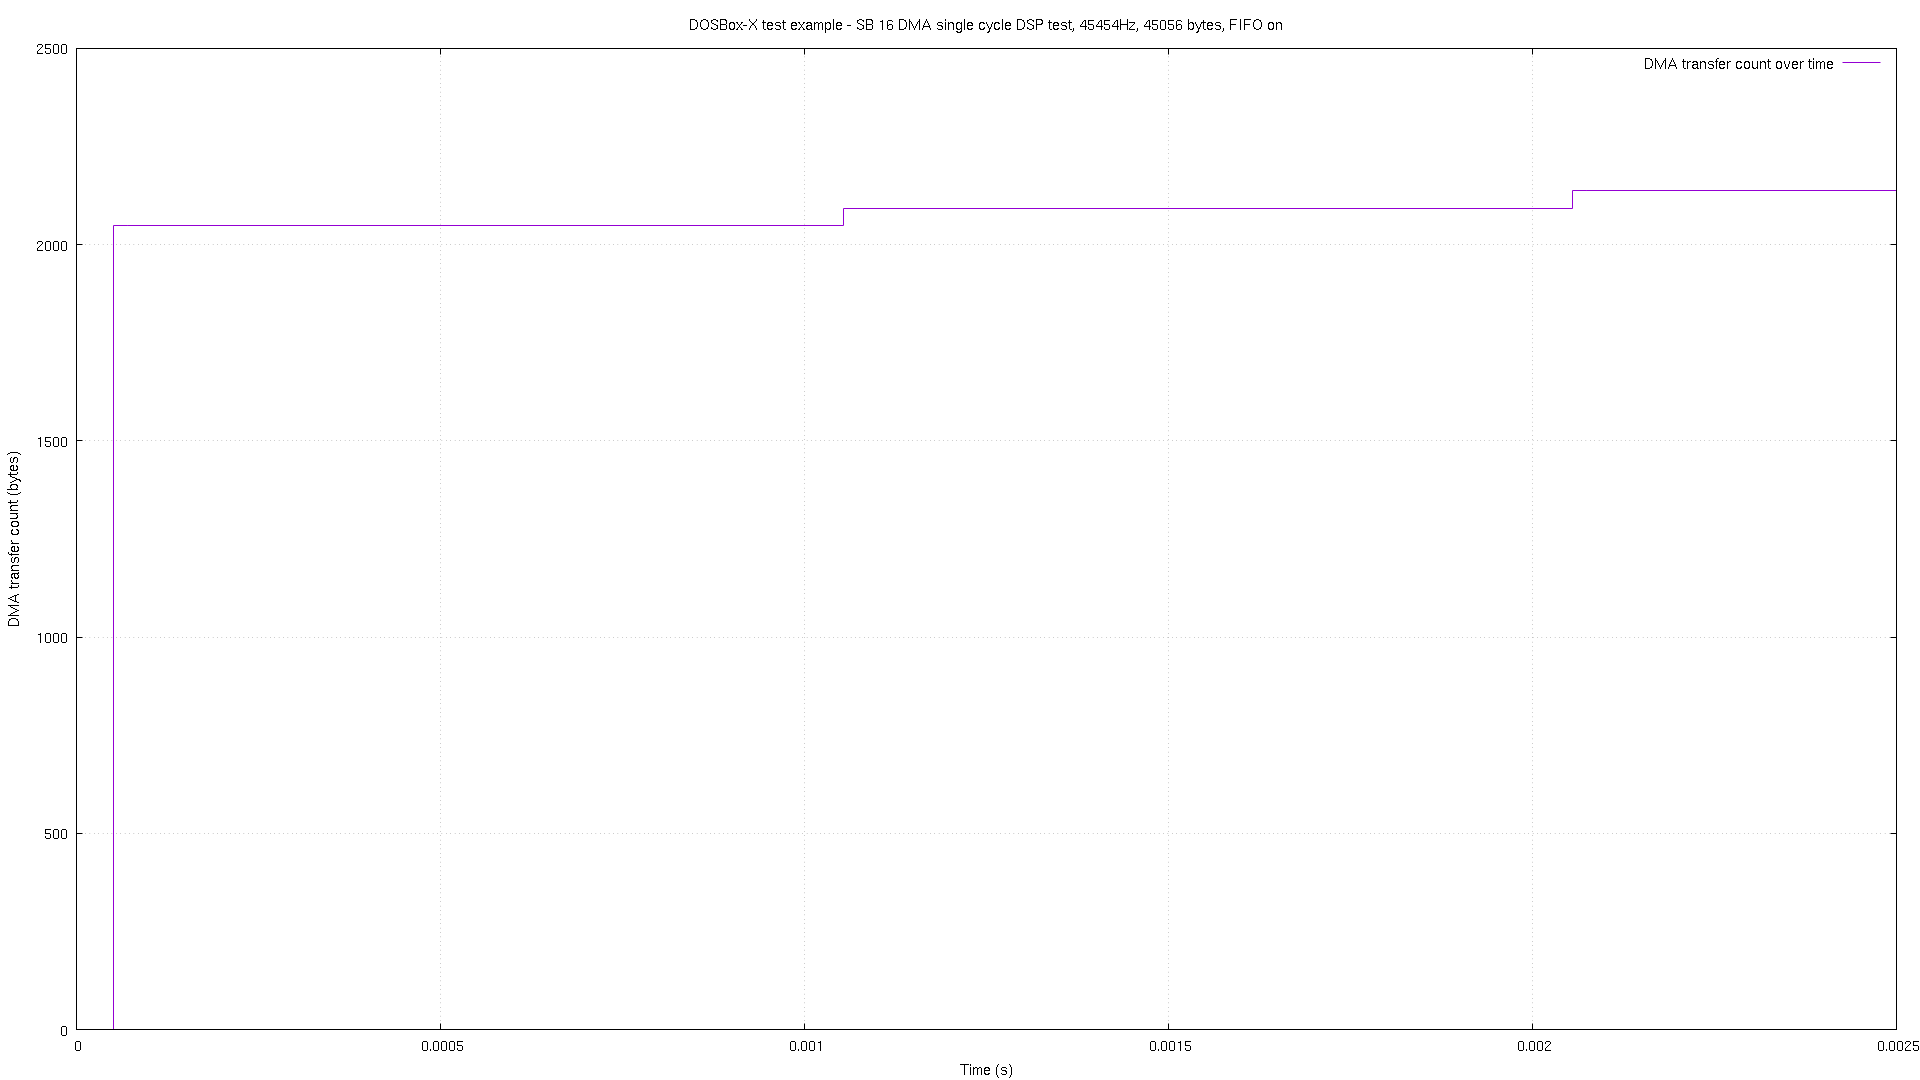 DOSBox-X test example - SB 16 DMA single cycle DSP test, 45454Hz, 45056 bytes, FIFO on
DMA transfer count over time
2500
2000
1500
1000
500
0
DMA transfer count (bytes)
0 0.0005 0.001 0.0015 0.002 0.0025
Time (s)